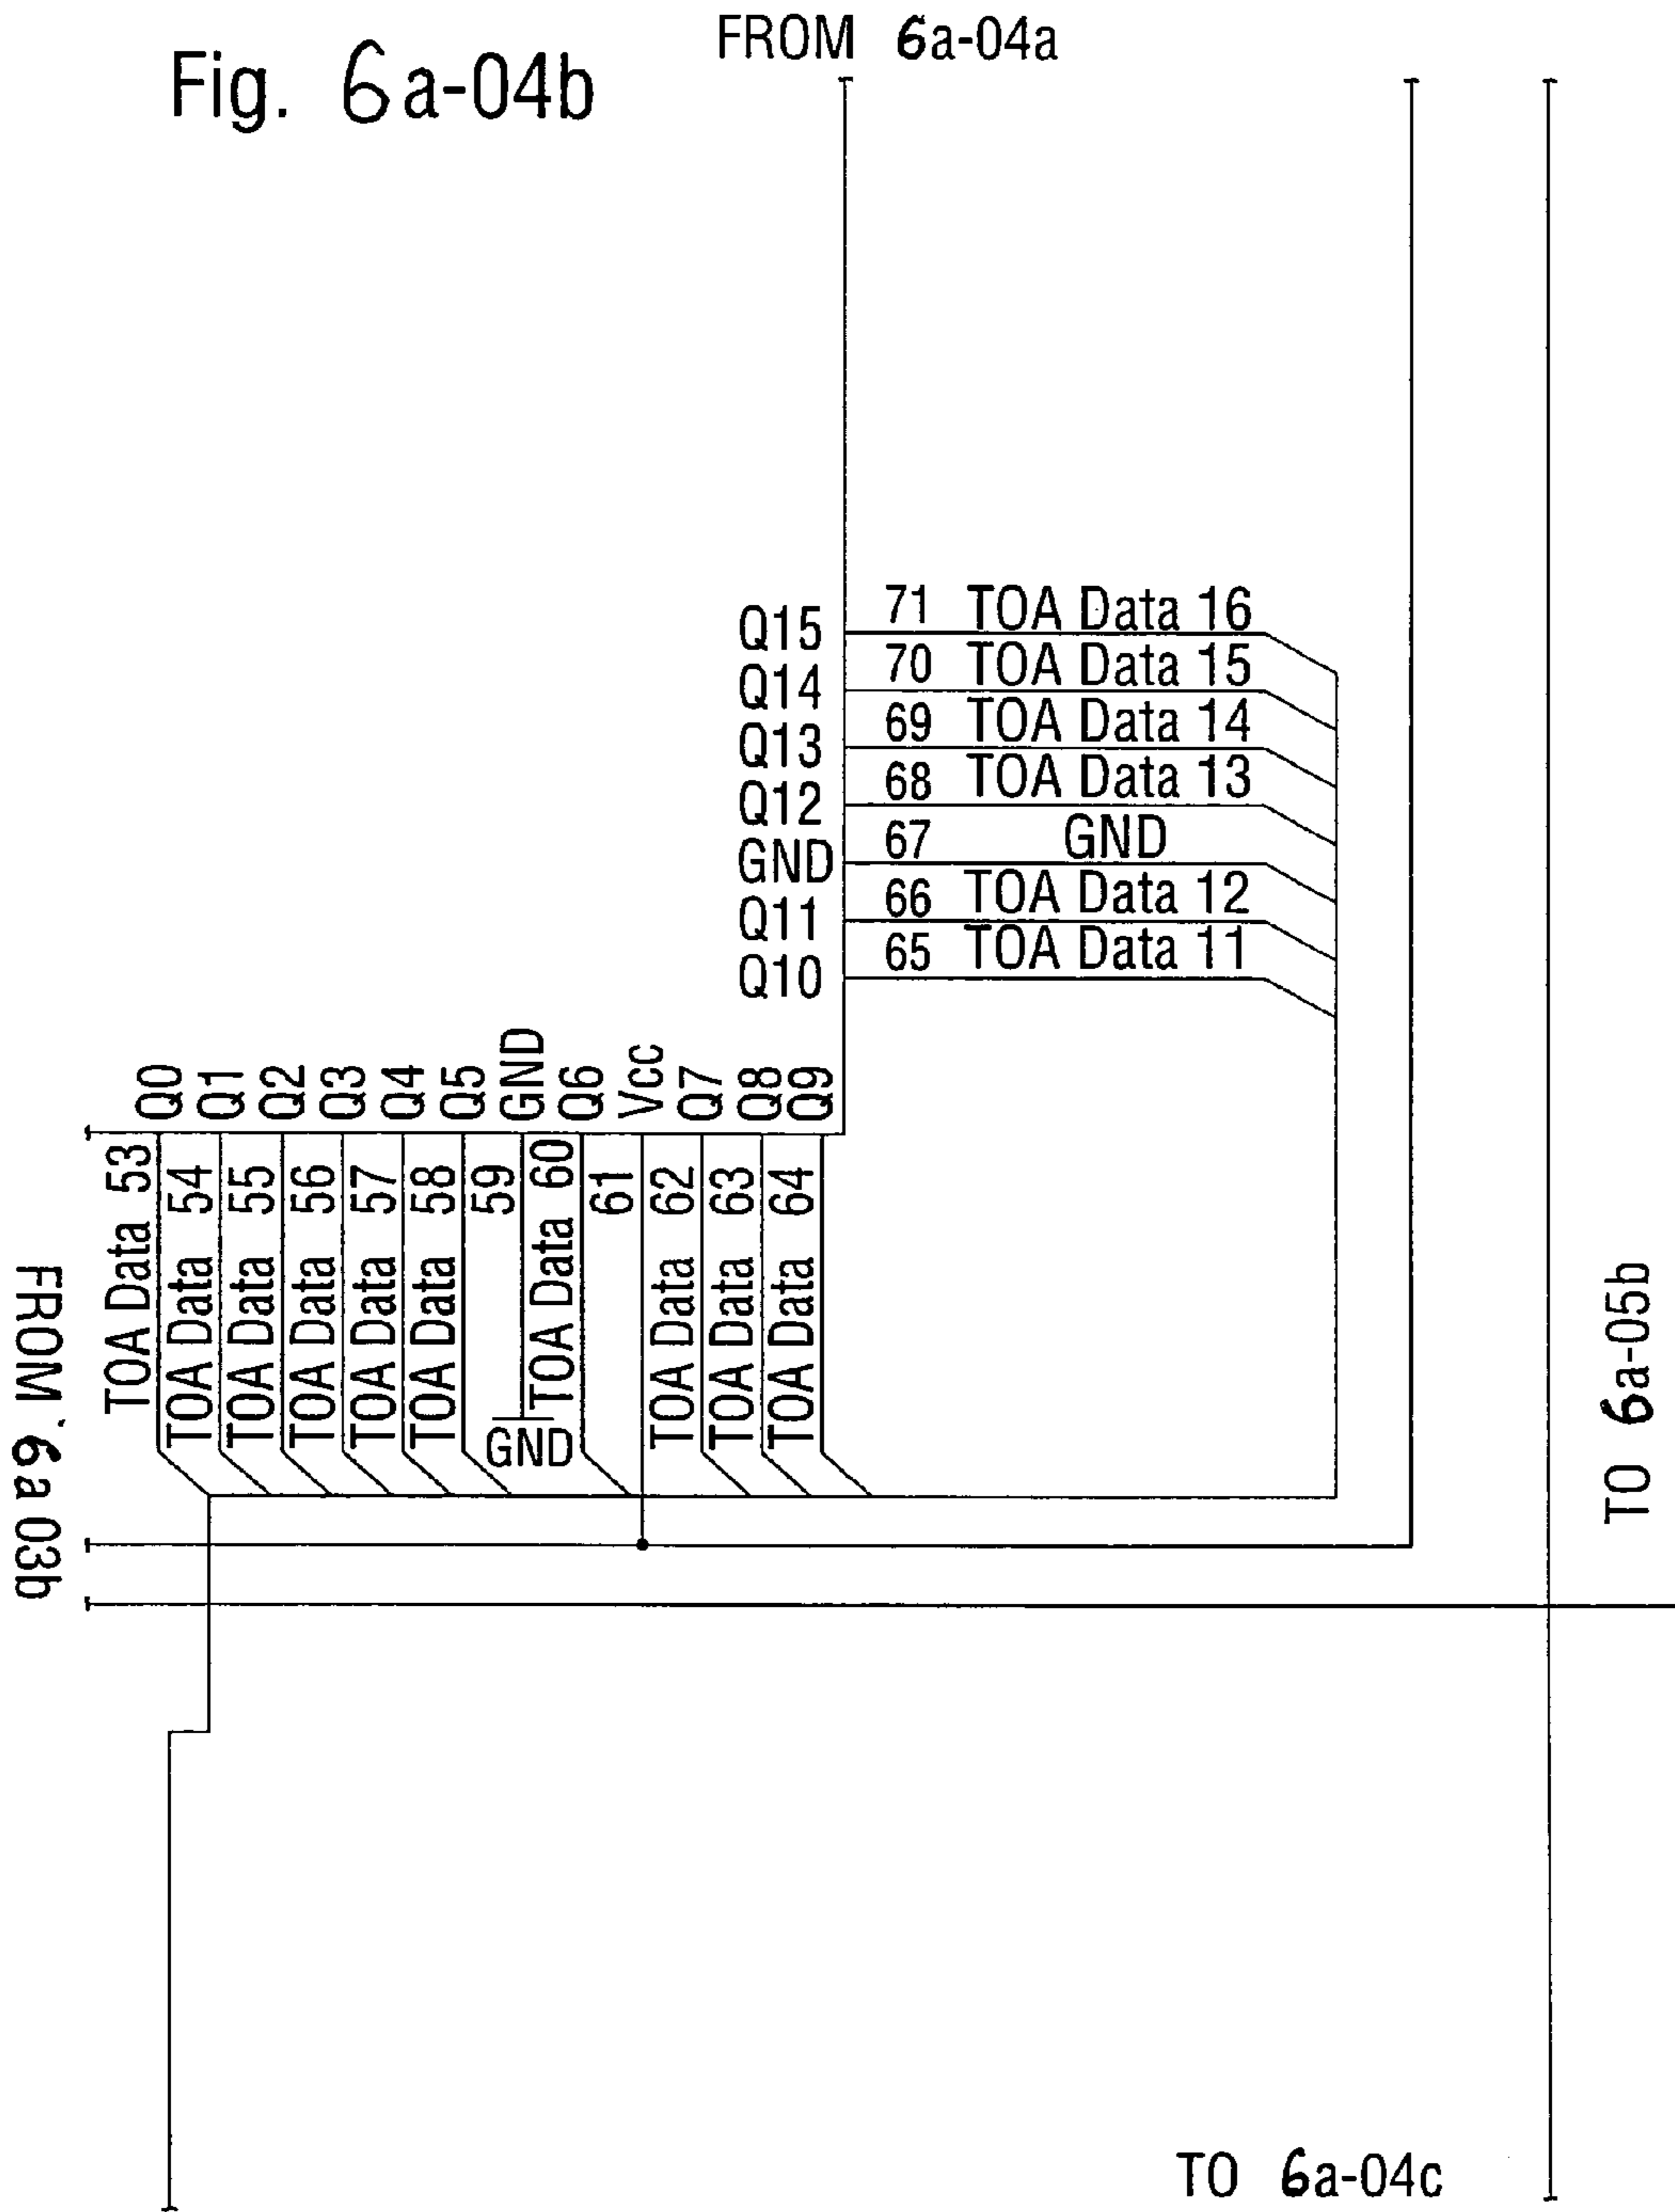 Fig. 6a-04b
FROM 6a-04a
Q15 71 TOA Data 16
Q14 70 TOA Data 15
Q13 69 TOA Data 14
Q12 68 TOA Data 13
GND 67 GND
Q11 66 TOA Data 12
Q10 65 TOA Data 11
Q0
Q1
Q2
Q3
Q4
Q5
GND
Q6
Vcc
Q7
Q8
Q9
TOA Data 53
TOA Data 54
TOA Data 55
TOA Data 56
TOA Data 57
TOA Data 58
59
GND
TOA Data 60
61
TOA Data 62
TOA Data 63
TOA Data 64
FROM 6a 03b
TO 6a-05b
TO 6a-04c